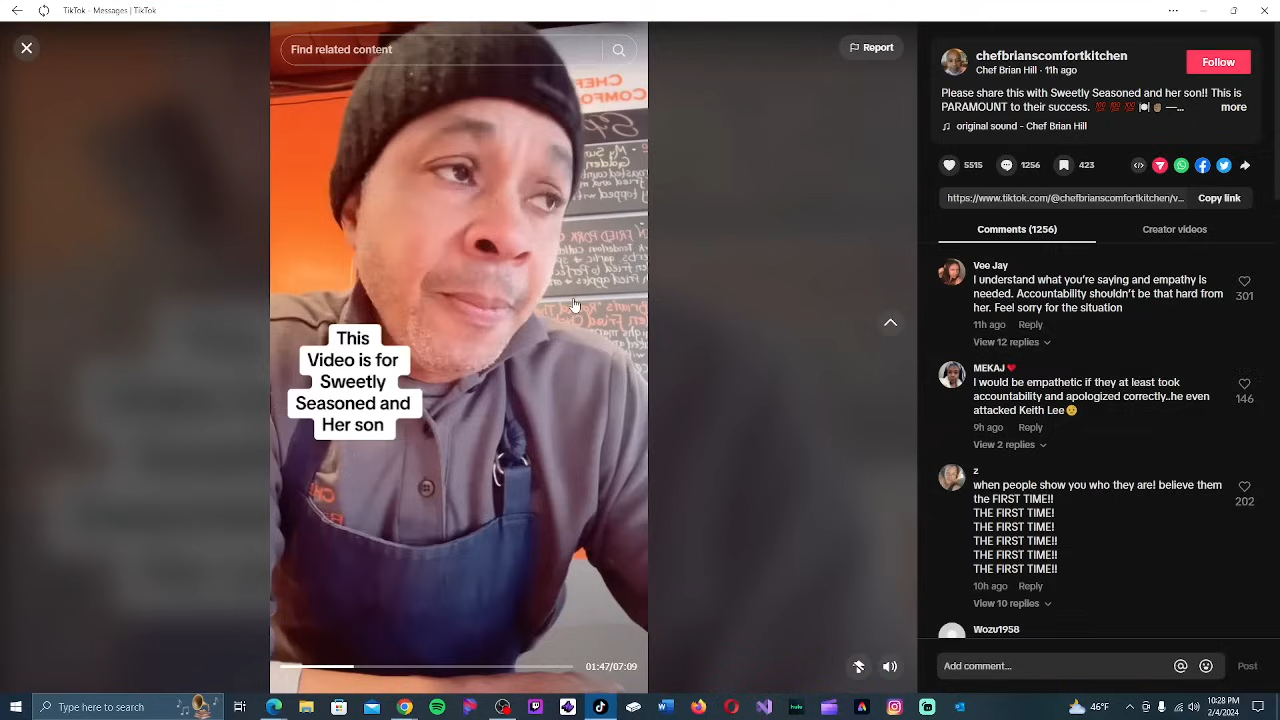 TikTok - Messages | TikTok
Find related content
Report
chefbrianscomfortkitchen
Chef Brian Hill · 11h ago
Follow
Please share this with Sweetly Seasoned and her son!! This is
PARAMOUNT to their success. 💯 💯 💯 🍽 ✊🏽 —... more
original sound - Chef Brian Hill
5515 1256 423
https://www.tiktok.com/@chefbrianscomfortkitchen/v... Copy link
Comments (1256) Creator videos
This
Video is for
Sweetly
Seasoned and
Her son
Vee Jay
I understand what you're saying and empathy is
needed. Accountability shouldn't be that hard from
her. Feel sorry for the situation
301
11h ago Reply
View 12 replies
MEKAJ ❤️
I would be empathetic if they at least took
accountability and apologized correctly..he even
attacked Keith Lee🫤
146
9h ago Reply
View 2 replies
z
when people show you who they are! believe them
the FIRST TIME!!
THE FIRST TIME!
THE FIRST TIME!!
THE FIRST TIME!!
THE FIRST TIME!!
THE FIRST TIME!!
202
10h ago Reply
View 10 replies
Wozu1958
01:47/07:09
Add comment...
Post
Type here to search
46°F
10:28 PM
2/4/2024